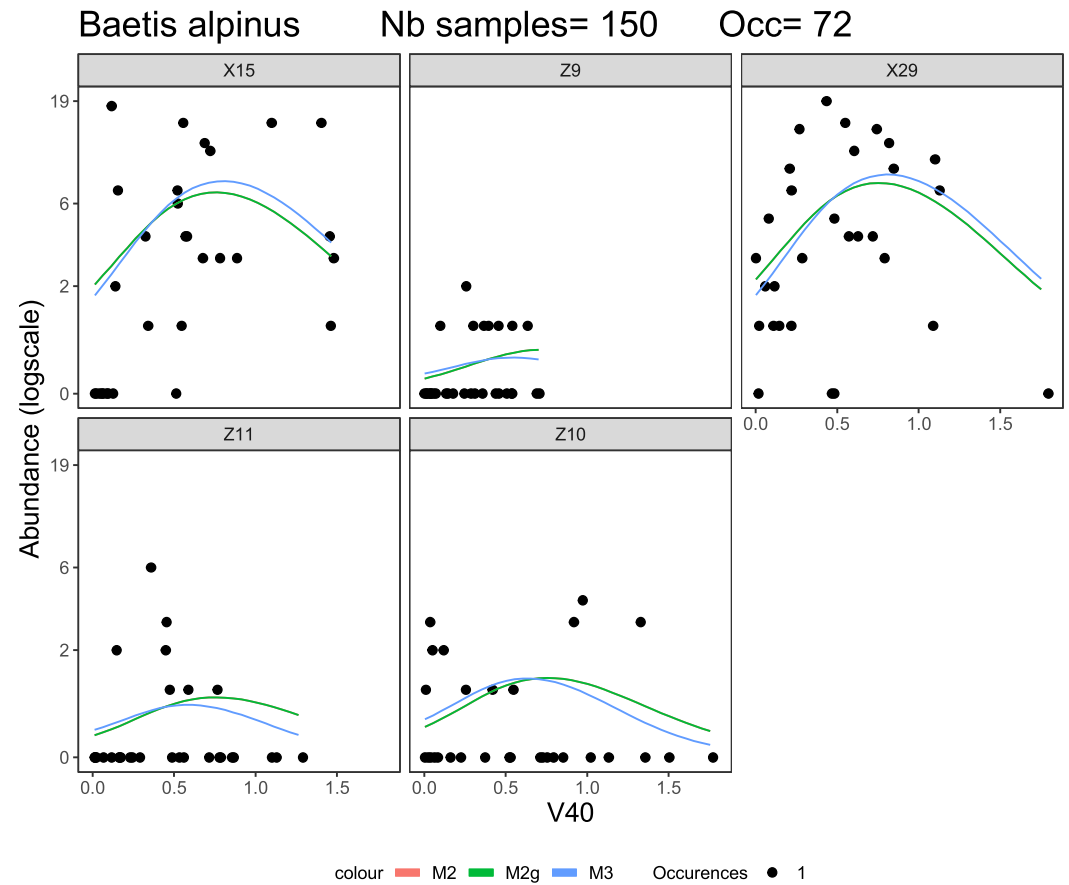 Baetis alpinus Nb samples= 150 Occ= 72
X15 Z9 X29
19
6
2
0
0.0 0.5 1.0 1.5
Z11 Z10
19
6
2
0
0.0 0.5 1.0 1.5 0.0 0.5 1.0 1.5
Abundance (logscale)
V40
colour M2 M2g M3 Occurences 1